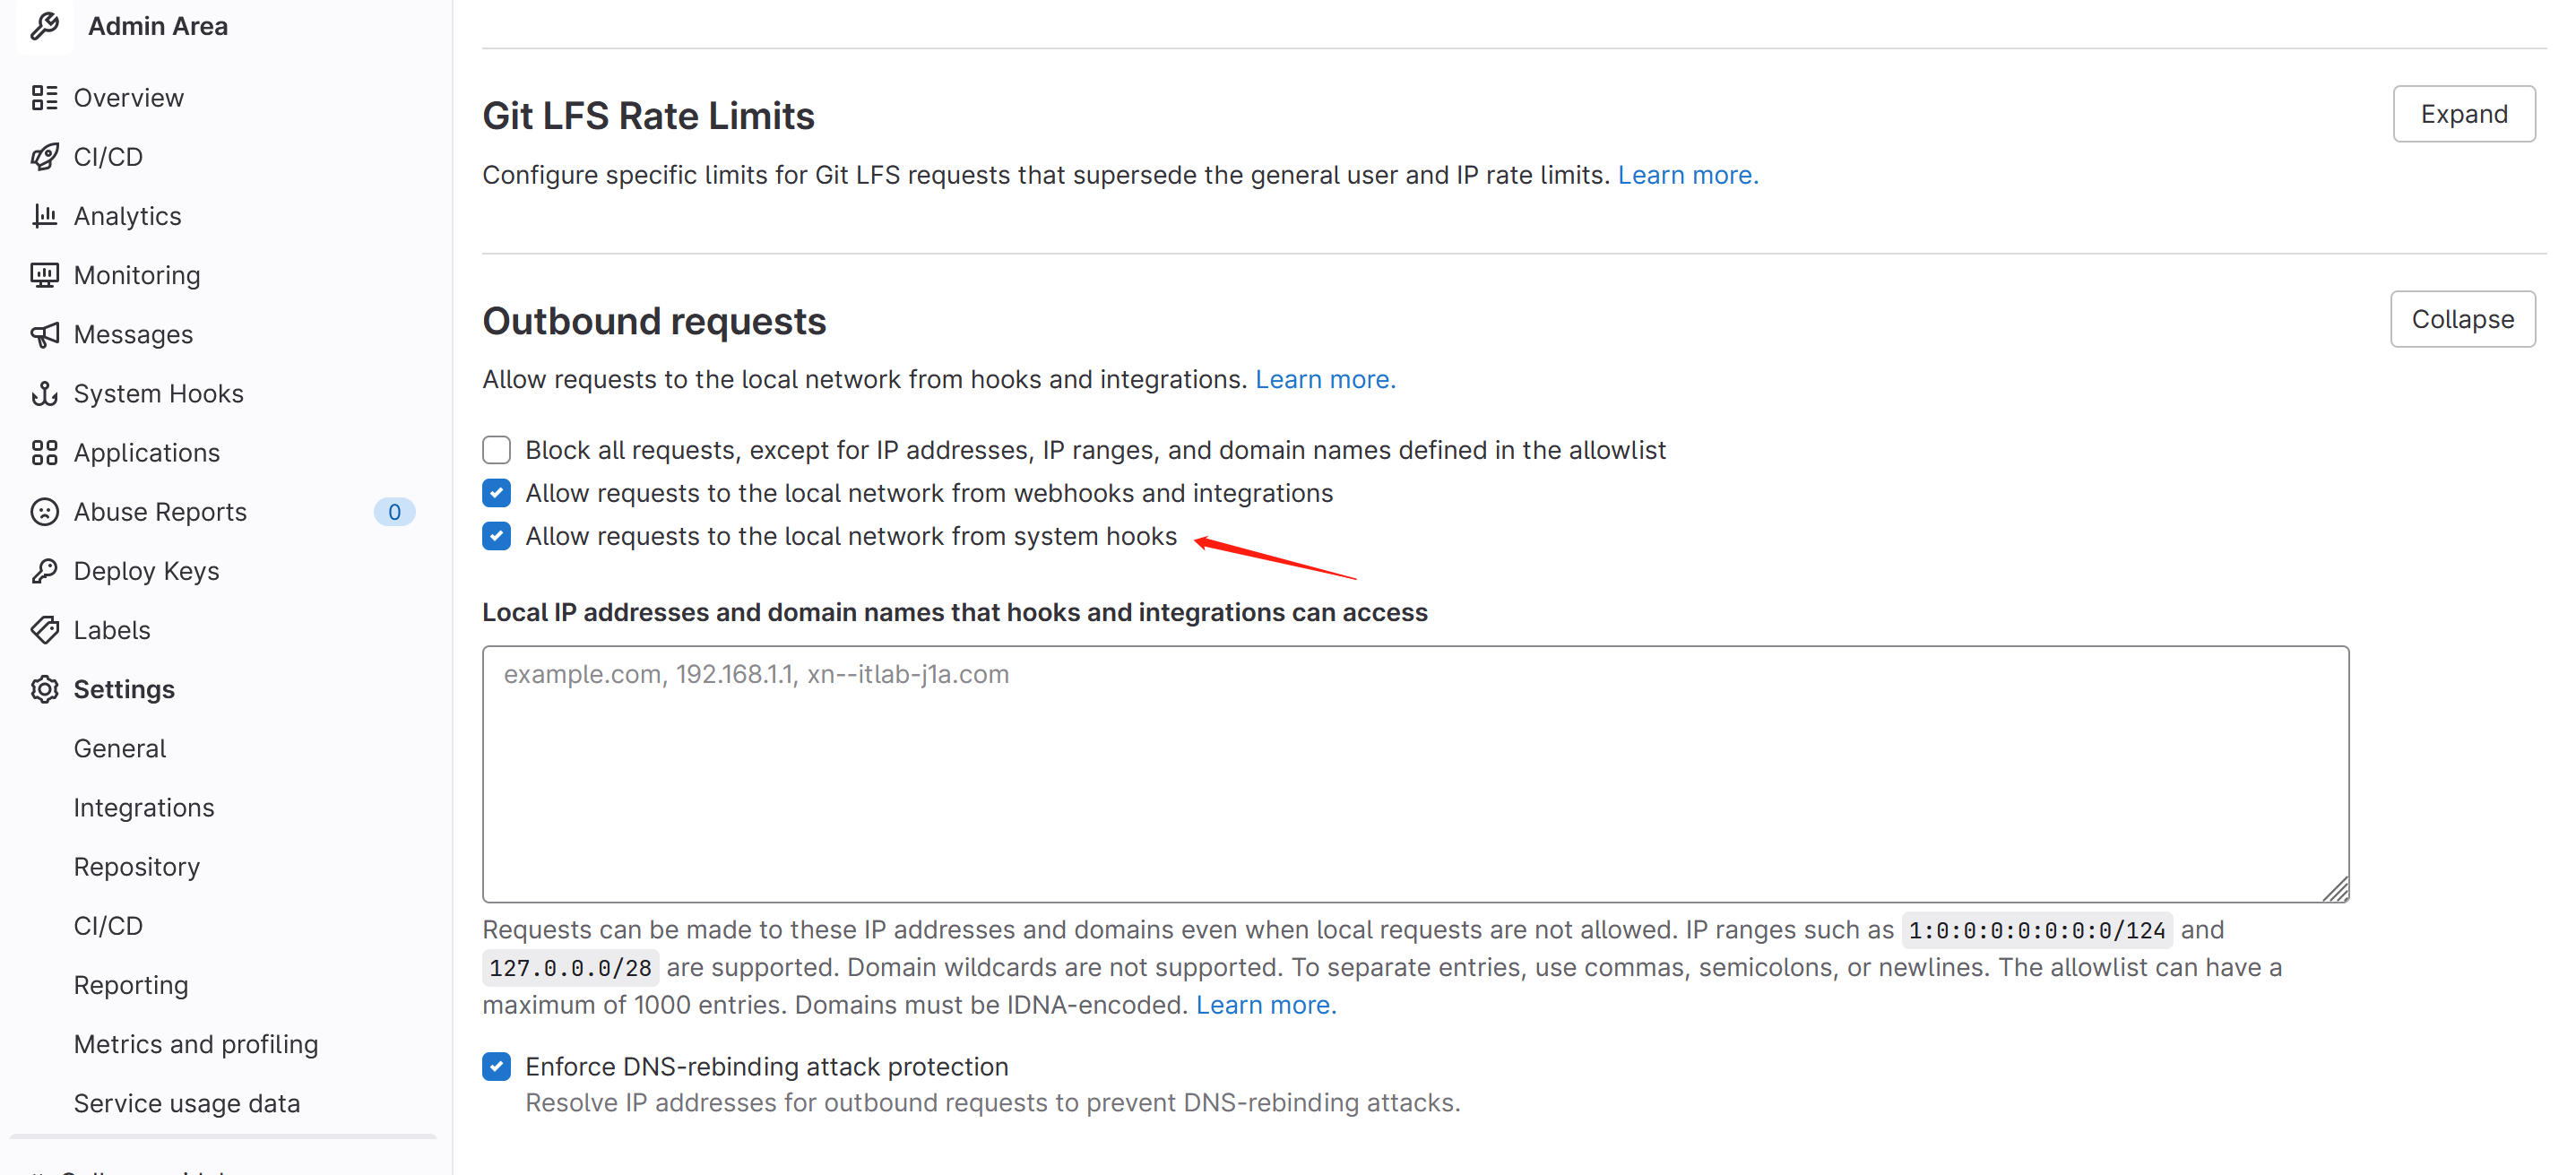 Admin Area
Overview
CI/CD
Analytics
Monitoring
Messages
System Hooks
Applications
Abuse Reports 0
Deploy Keys
Labels
Settings
General
Integrations
Repository
CI/CD
Reporting
Metrics and profiling
Service usage data
Git LFS Rate Limits
Expand
Configure specific limits for Git LFS requests that supersede the general user and IP rate limits. Learn more.
Outbound requests
Collapse
Allow requests to the local network from hooks and integrations. Learn more.
Block all requests, except for IP addresses, IP ranges, and domain names defined in the allowlist
Allow requests to the local network from webhooks and integrations
Allow requests to the local network from system hooks
Local IP addresses and domain names that hooks and integrations can access
example.com, 192.168.1.1, xn--itlab-j1a.com
Requests can be made to these IP addresses and domains even when local requests are not allowed. IP ranges such as 1:0:0:0:0:0:0:0/124 and
127.0.0.0/28 are supported. Domain wildcards are not supported. To separate entries, use commas, semicolons, or newlines. The allowlist can have a
maximum of 1000 entries. Domains must be IDNA-encoded. Learn more.
Enforce DNS-rebinding attack protection
Resolve IP addresses for outbound requests to prevent DNS-rebinding attacks.